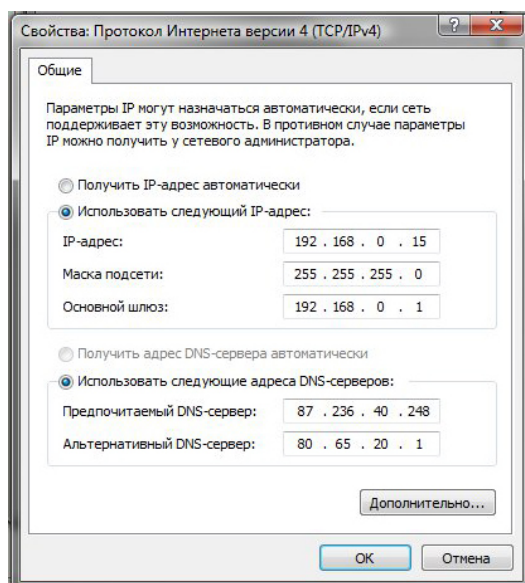 Свойства: Протокол Интернета версии 4 (TCP/IPv4)
Общие
Параметры IP могут назначаться автоматически, если сеть
поддерживает эту возможность. В противном случае параметры
IP можно получить у сетевого администратора.
Получить IP-адрес автоматически
Использовать следующий IP-адрес:
IP-адрес: 192 . 168 . 0 . 15
Маска подсети: 255 . 255 . 255 . 0
Основной шлюз: 192 . 168 . 0 . 1
Получить адрес DNS-сервера автоматически
Использовать следующие адреса DNS-серверов:
Предпочитаемый DNS-сервер: 87 . 236 . 40 . 248
Альтернативный DNS-сервер: 80 . 65 . 20 . 1
Дополнительно...
ОК Отмена